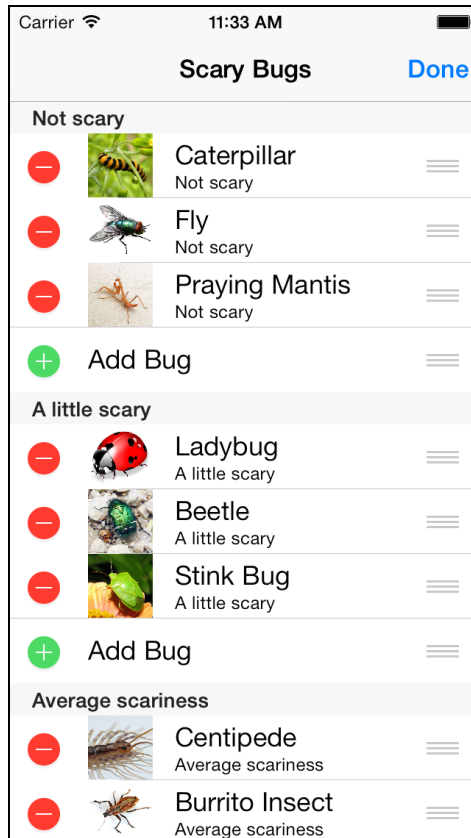 Carrier 11:33 AM
Scary Bugs Done
Not scary
Caterpillar
Not scary
Fly
Not scary
Praying Mantis
Not scary
Add Bug
A little scary
Ladybug
A little scary
Beetle
A little scary
Stink Bug
A little scary
Add Bug
Average scariness
Centipede
Average scariness
Burrito Insect
Average scariness